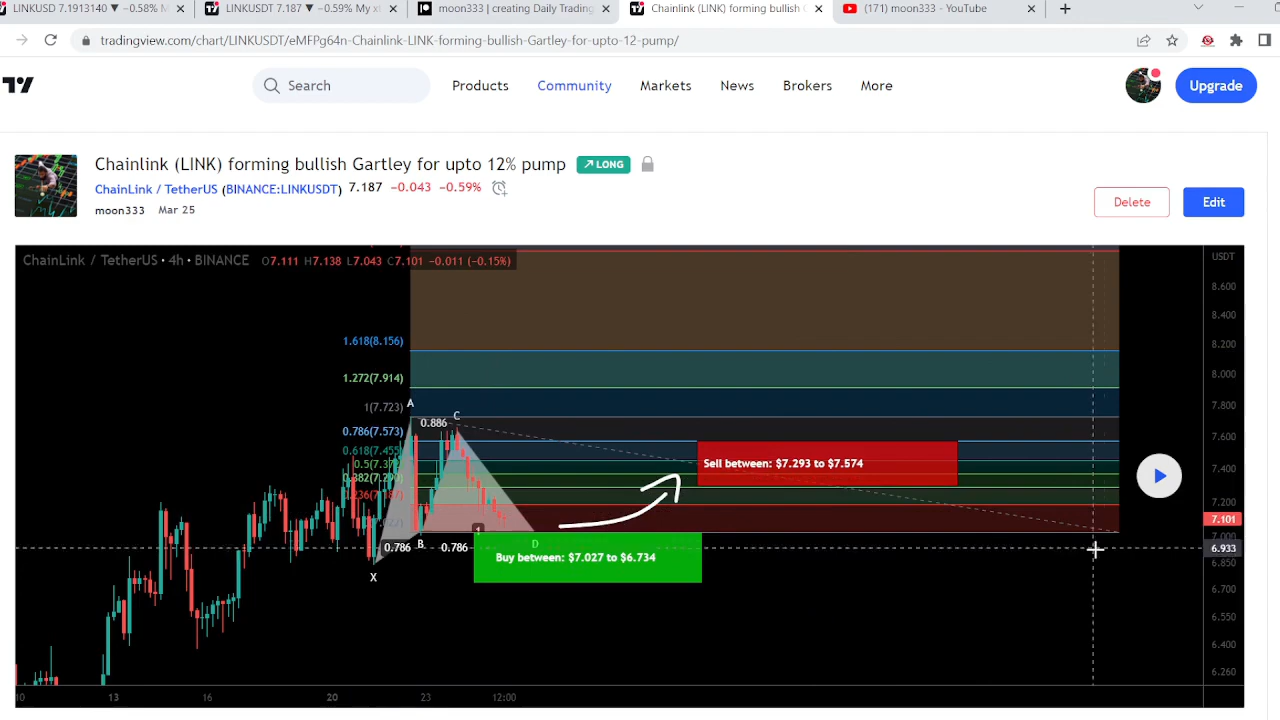 LINKUSD 7.1913140 ▼ −0.58%
LINKUSDT 7.187 ▼ −0.59% My x
moon333 | creating Daily Trading
Chainlink (LINK) forming bullish G
(171) moon333 - YouTube
tradingview.com/chart/LINKUSDT/eMFPg64n-Chainlink-LINK-forming-bullish-Gartley-for-upto-12-pump/
Search
Products
Community
Markets
News
Brokers
More
Upgrade
Chainlink (LINK) forming bullish Gartley for upto 12% pump
LONG
ChainLink / TetherUS (BINANCE:LINKUSDT) 7.187 −0.043 −0.59%
moon333 Mar 25
Delete
Edit
ChainLink / TetherUS · 4h · BINANCE O7.111 H7.138 L7.043 C7.101 −0.011 (−0.15%)
USDT
8.600
8.400
1.618(8.156)
8.200
1.272(7.914)
8.000
A
1(7.723)
7.800
C
0.886
0.786(7.573)
7.600
0.618(7.455)
Sell between: $7.293 to $7.574
7.400
0.236(7.187)
7.200
7.101
1
7.000
0.786
B
0.786
D
6.933
Buy between: $7.027 to $6.734
6.850
X
6.700
6.550
6.400
6.260
10
13
16
20
23
12:00